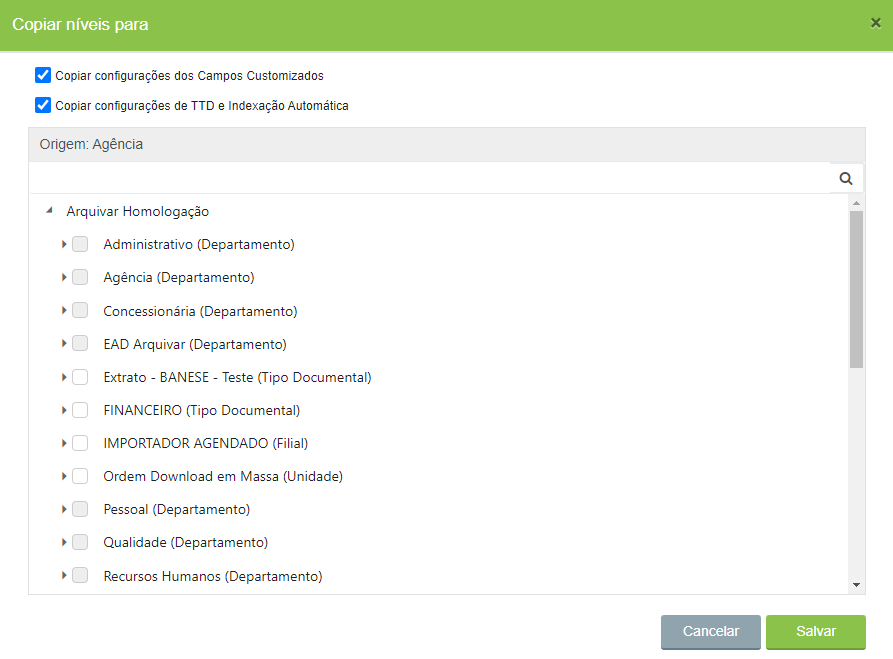 Copiar níveis para
×
Copiar configurações dos Campos Customizados
Copiar configurações de TTD e Indexação Automática
Origem: Agência
Arquivar Homologação
Administrativo (Departamento)
Agência (Departamento)
Concessionária (Departamento)
EAD Arquivar (Departamento)
Extrato - BANESE - Teste (Tipo Documental)
FINANCEIRO (Tipo Documental)
IMPORTADOR AGENDADO (Filial)
Ordem Download em Massa (Unidade)
Pessoal (Departamento)
Qualidade (Departamento)
Recursos Humanos (Departamento)
Cancelar Salvar